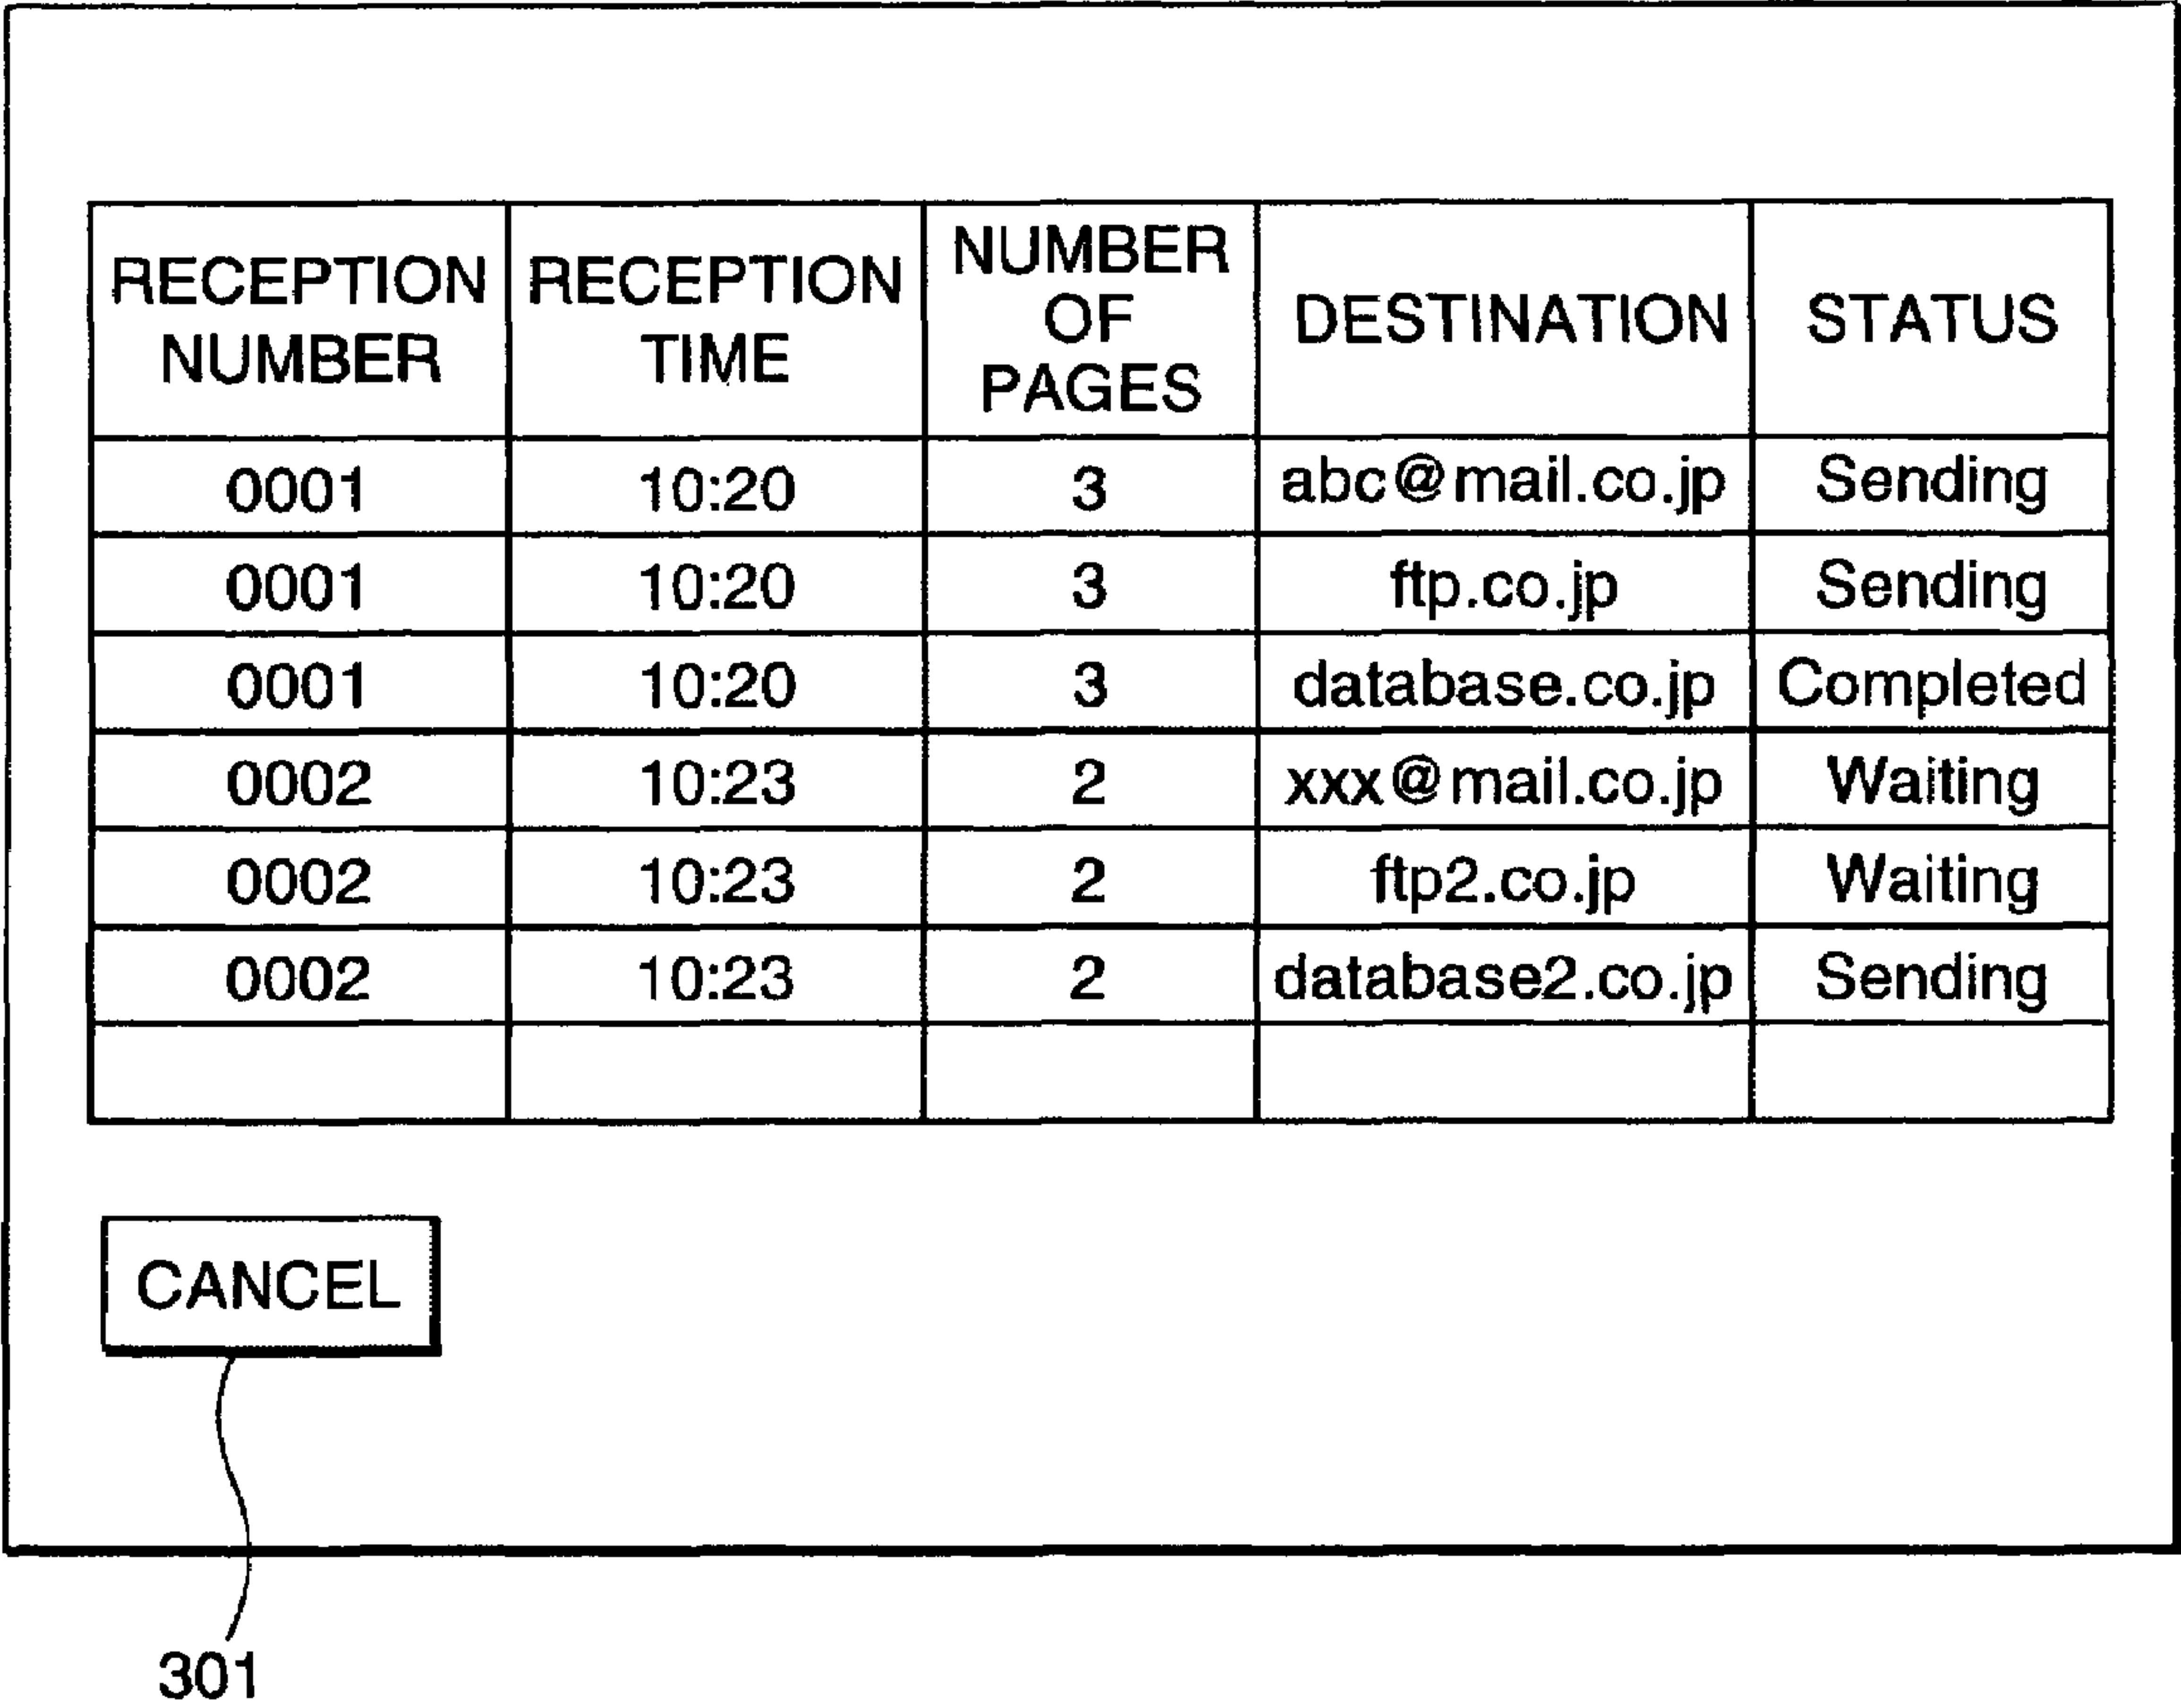 RECEPTION NUMBER RECEPTION TIME NUMBER OF PAGES DESTINATION STATUS
0001 10:20 3 abc@mail.co.jp Sending
0001 10:20 3 ftp.co.jp Sending
0001 10:20 3 database.co.jp Completed
0002 10:23 2 xxx@mail.co.jp Waiting
0002 10:23 2 ftp2.co.jp Waiting
0002 10:23 2 database2.co.jp Sending
CANCEL
301